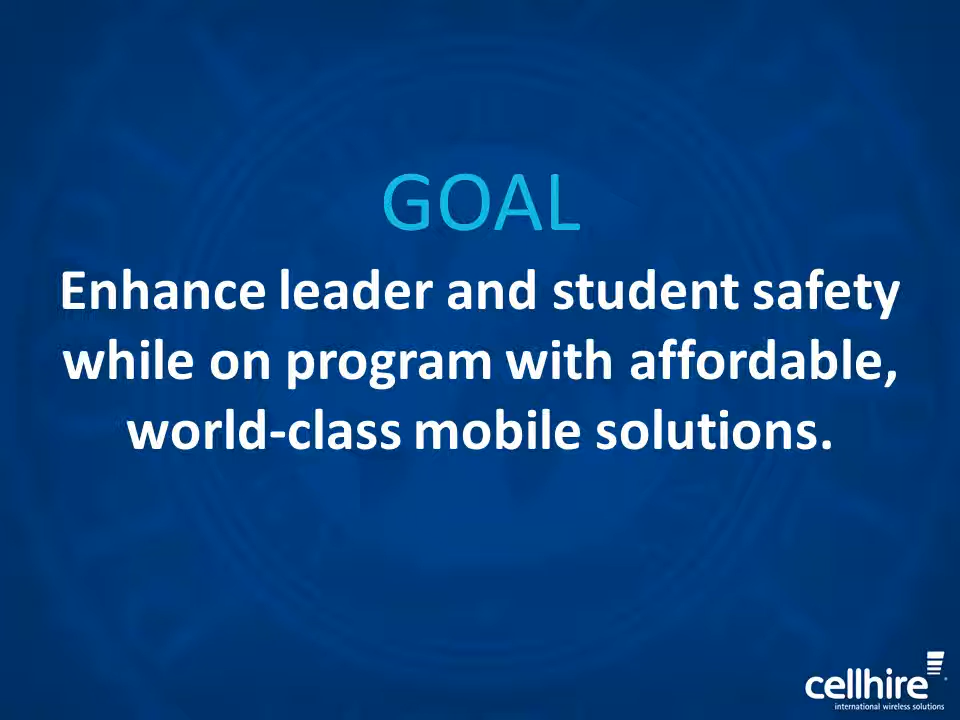 GOAL
Enhance leader and student safety
while on program with affordable,
world-class mobile solutions.
cellhire
international wireless solutions